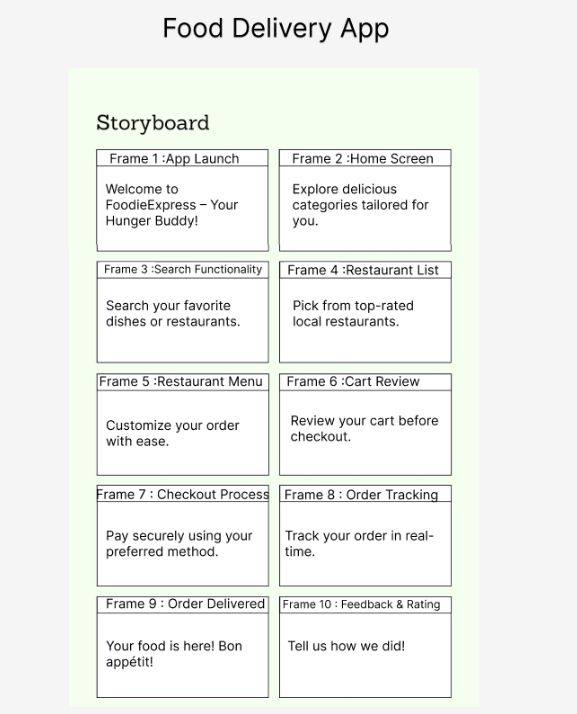 Food Delivery App
Storyboard
Frame 1 :App Launch
Welcome to
FoodieExpress – Your
Hunger Buddy!
Frame 2 :Home Screen
Explore delicious
categories tailored for
you.
Frame 3 :Search Functionality
Search your favorite
dishes or restaurants.
Frame 4 :Restaurant List
Pick from top-rated
local restaurants.
Frame 5 :Restaurant Menu
Customize your order
with ease.
Frame 6 :Cart Review
Review your cart before
checkout.
Frame 7 : Checkout Process
Pay securely using your
preferred method.
Frame 8 : Order Tracking
Track your order in real-
time.
Frame 9 : Order Delivered
Your food is here! Bon
appétit!
Frame 10 : Feedback & Rating
Tell us how we did!